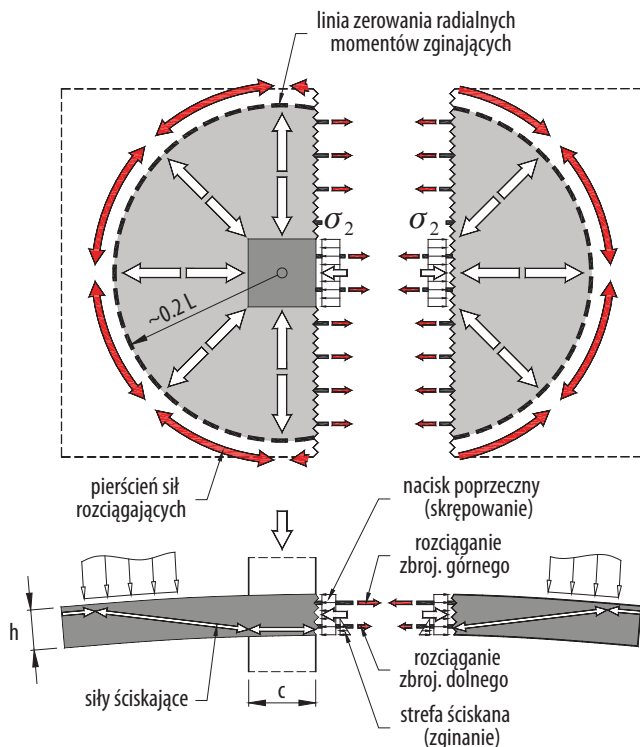 linia zerowania radialnych
momentów zginających
σ2
σ2
~0.2 L
pierścień sił
rozciągających
nacisk poprzeczny
(skrępowanie)
rozciąganie
zbroj. górnego
h
siły ściskające
c
rozciąganie
zbroj. dolnego
strefa ściskana
(zginanie)